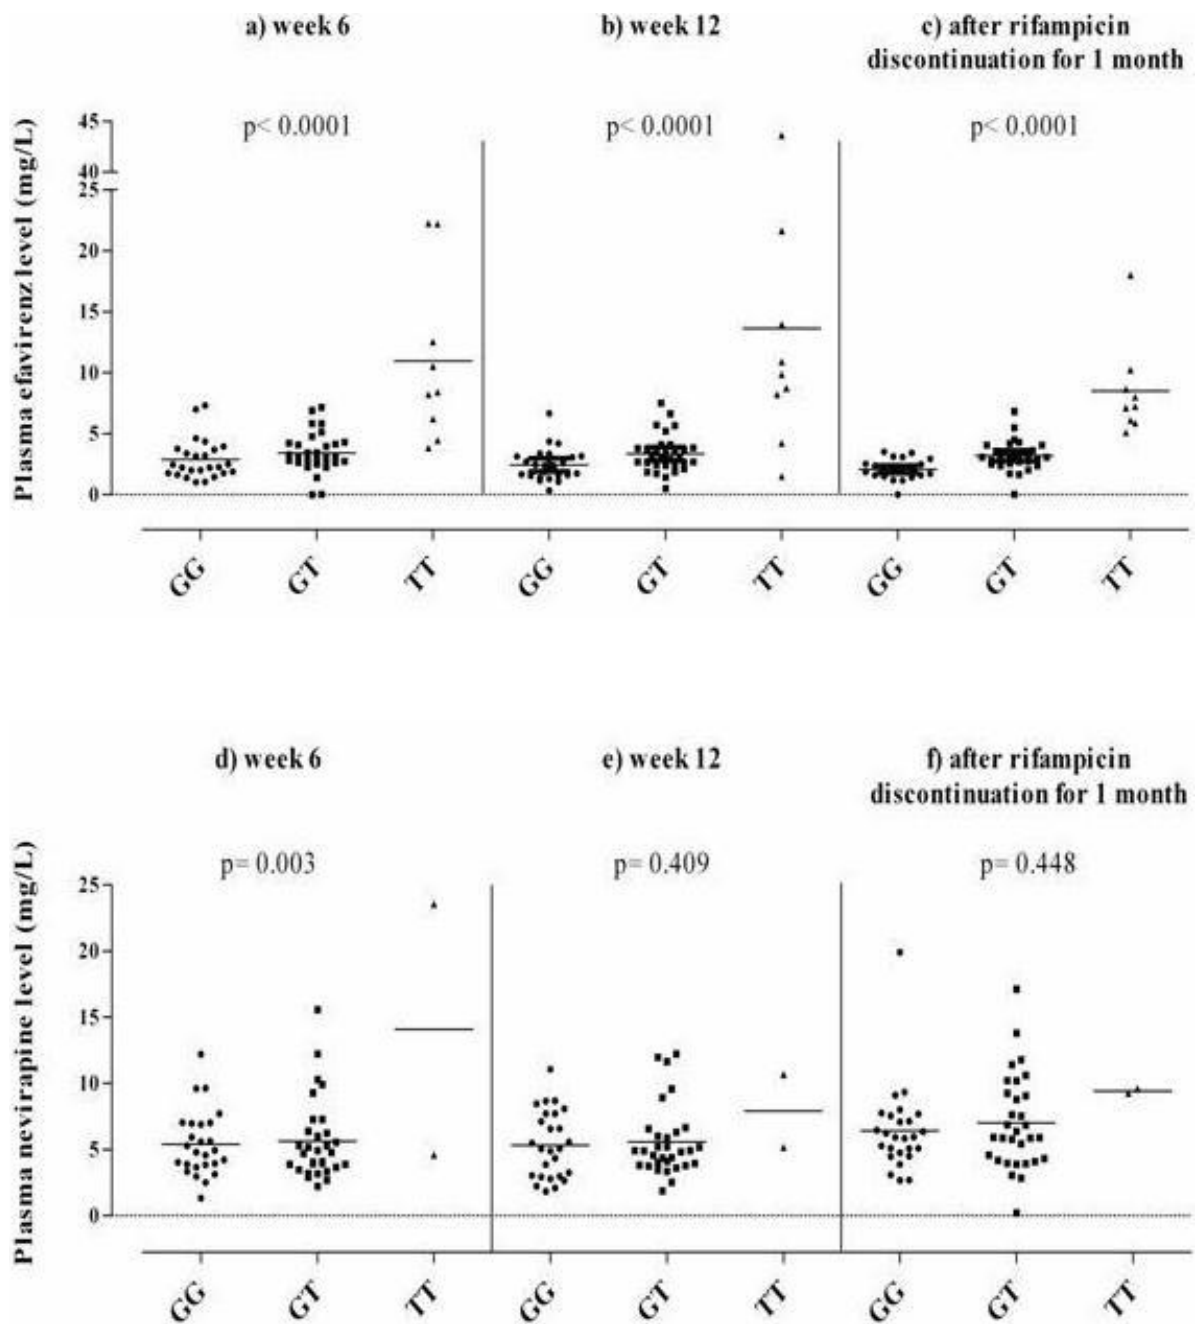 a) week 6
b) week 12
c) after rifampicin
discontinuation for 1 month
Plasma efavirenz level (mg/L)
p< 0.0001
p< 0.0001
p< 0.0001
45
40
25
20
15
10
5
0
GG
GT
TT
GG
GT
TT
GG
GT
TT
d) week 6
e) week 12
f) after rifampicin
discontinuation for 1 month
Plasma nevirapine level (mg/L)
p= 0.003
p= 0.409
p= 0.448
25
20
15
10
5
0
GG
GT
TT
GG
GT
TT
GG
GT
TT